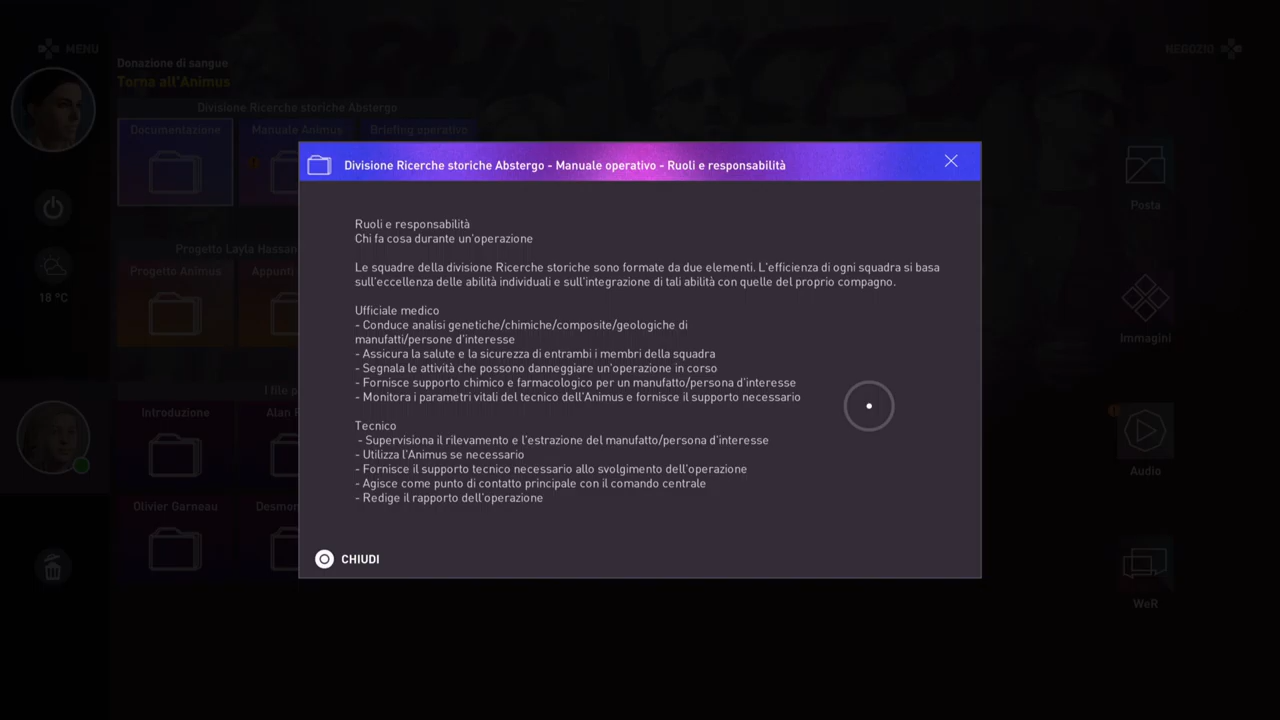 MENU
NEGOZIO
Donazione di sangue
Torna all'Animus
Divisione Ricerche storiche Abstergo
Documentazione
Manuale Animus
Briefing operativo
Divisione Ricerche storiche Abstergo - Manuale operativo - Ruoli e responsabilità
Ruoli e responsabilità
Chi fa cosa durante un'operazione
Le squadre della divisione Ricerche storiche sono formate da due elementi. L'efficienza di ogni squadra si basa
sull'eccellenza delle abilità individuali e sull'integrazione di tali abilità con quelle del proprio compagno.
Ufficiale medico
- Conduce analisi genetiche/chimiche/composite/geologiche di
manufatti/persone d'interesse
- Assicura la salute e la sicurezza di entrambi i membri della squadra
- Segnala le attività che possono danneggiare un'operazione in corso
- Fornisce supporto chimico e farmacologico per un manufatto/persona d'interesse
- Monitora i parametri vitali del tecnico dell'Animus e fornisce il supporto necessario
Tecnico
- Supervisiona il rilevamento e l'estrazione del manufatto/persona d'interesse
- Utilizza l'Animus se necessario
- Fornisce il supporto tecnico necessario allo svolgimento dell'operazione
- Agisce come punto di contatto principale con il comando centrale
- Redige il rapporto dell'operazione
CHIUDI
18 °C
Progetto Layla Hassan
Progetto Animus
Appunti
I file p
Introduzione
Alan
Olivier Garneau
Desmon
Posta
Immagini
Audio
WeR